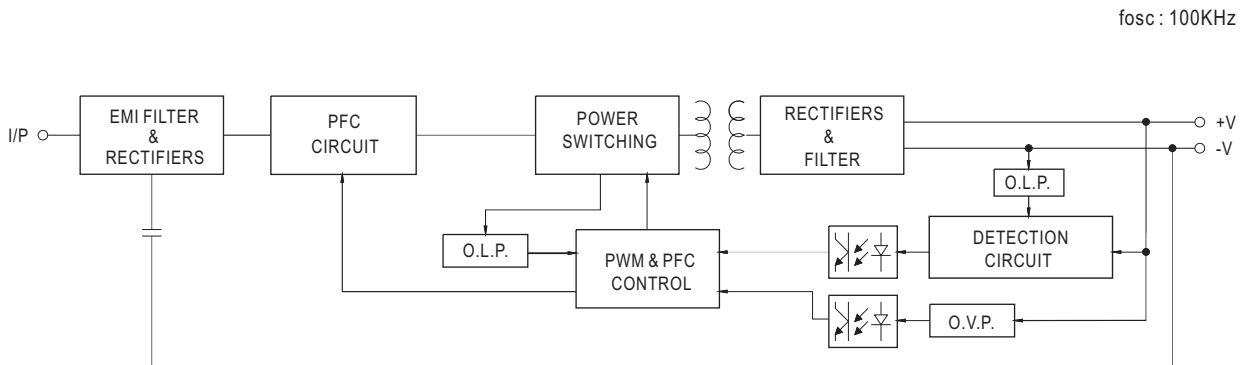 fosc : 100KHz
I/P
EMI FILTER
&
RECTIFIERS
PFC
CIRCUIT
POWER
SWITCHING
RECTIFIERS
&
FILTER
+V
-V
O.L.P.
O.L.P.
PWM & PFC
CONTROL
DETECTION
CIRCUIT
O.V.P.